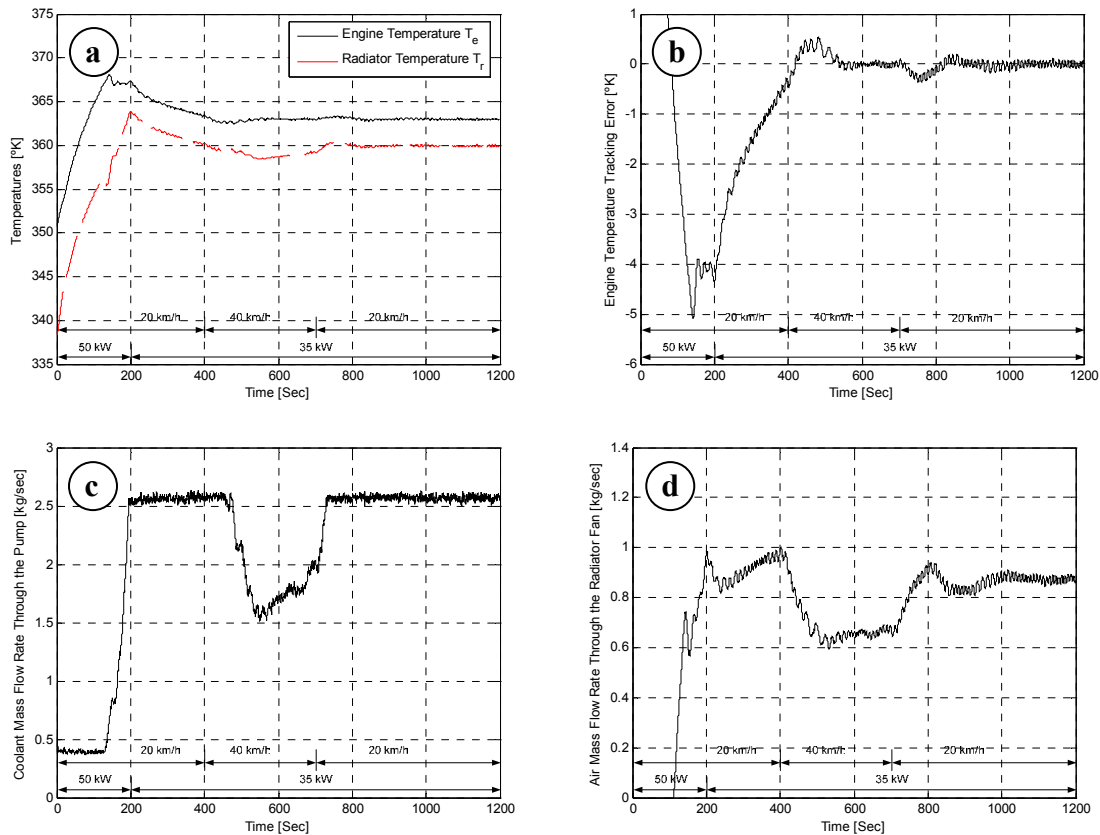 a
Engine Temperature Te
Radiator Temperature Tr
Temperatures [°K]
375
370
365
360
355
350
345
340
335
20 km/h
40 km/h
20 km/h
50 kW
35 kW
0
200
400
600
800
1000
1200
Time [Sec]
b
Engine Temperature Tracking Error [°K]
1
0
-1
-2
-3
-4
-5
-6
20 km/h
40 km/h
20 km/h
50 kW
35 kW
0
200
400
600
800
1000
1200
Time [Sec]
c
Coolant Mass Flow Rate Through the Pump [kg/sec]
3
2.5
2
1.5
1
0.5
0
20 km/h
40 km/h
20 km/h
50 kW
35 kW
0
200
400
600
800
1000
1200
Time [Sec]
d
Air Mass Flow Rate Through the Radiator Fan [kg/sec]
1.4
1.2
1
0.8
0.6
0.4
0.2
0
20 km/h
40 km/h
20 km/h
50 kW
35 kW
0
200
400
600
800
1000
1200
Time [Sec]